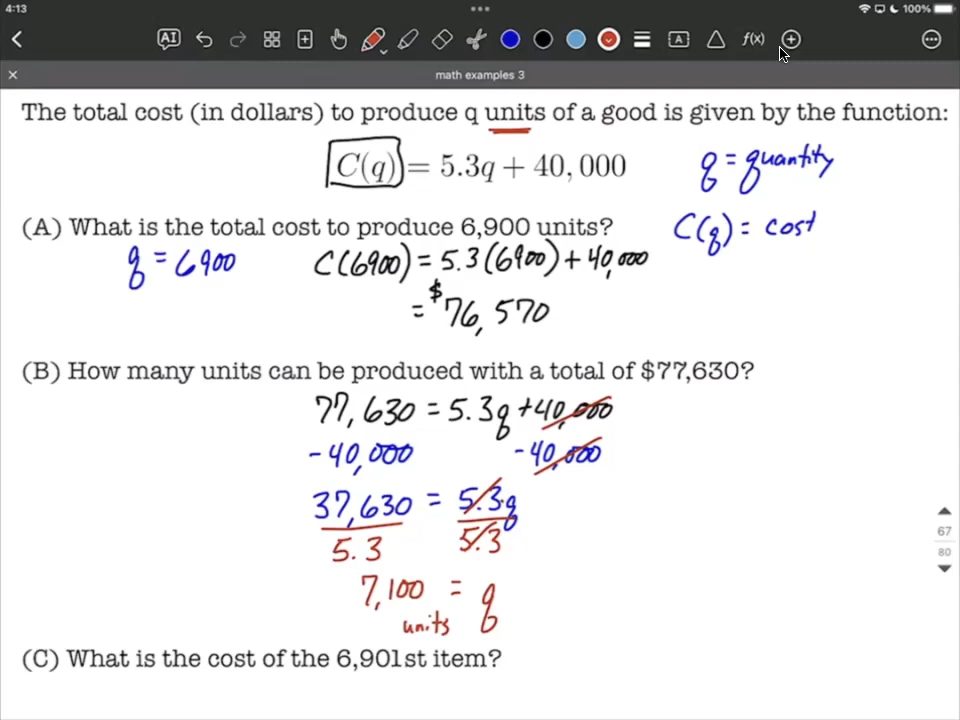 4:13
100%
AI
A
f(x)
math examples 3
The total cost (in dollars) to produce q units of a good is given by the function:
C(q) = 5.3q + 40,000
q = quantity
(A) What is the total cost to produce 6,900 units?
C(q) = cost
q = 6900
C(6900) = 5.3(6900) + 40,000
= $76,570
(B) How many units can be produced with a total of $77,630?
77,630 = 5.3q + 40,000
- 40,000 - 40,000
37,630 = 5.3·q
5.3 5.3
7,100 = q
units
67
80
(C) What is the cost of the 6,901st item?